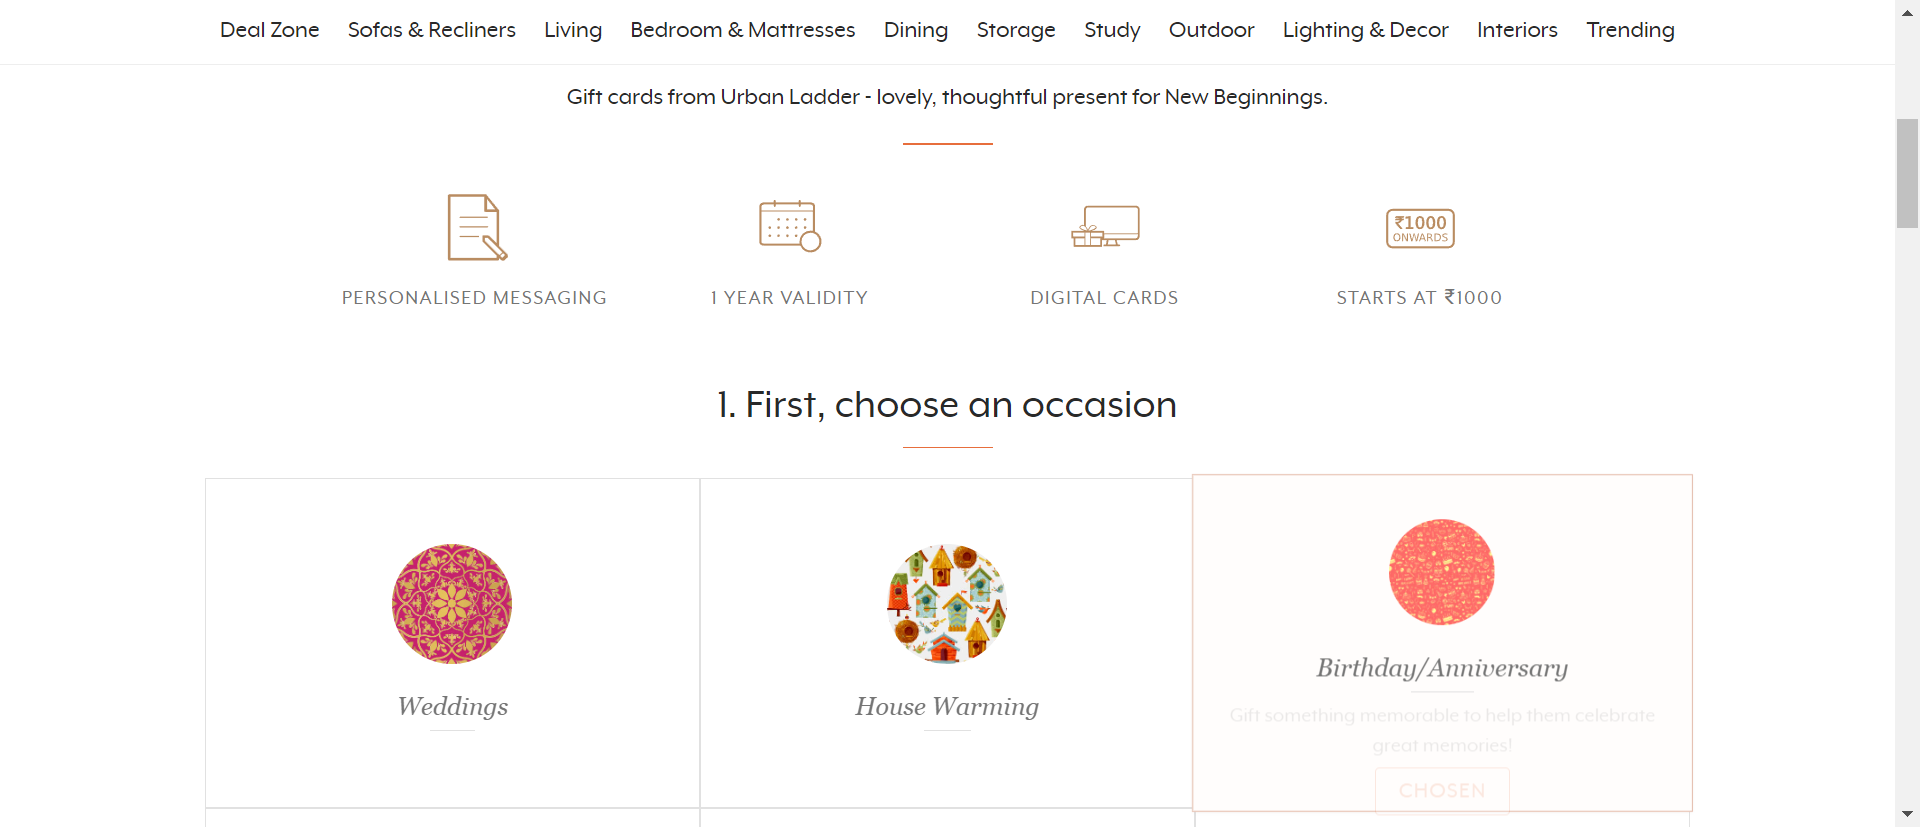 Deal Zone Sofas & Recliners Living Bedroom & Mattresses Dining Storage Study Outdoor Lighting & Decor Interiors Trending
Gift cards from Urban Ladder - lovely, thoughtful present for New Beginnings.
₹1000
ONWARDS
PERSONALISED MESSAGING 1 YEAR VALIDITY DIGITAL CARDS STARTS AT ₹1000
1. First, choose an occasion
Weddings
House Warming
Birthday/Anniversary
Gift something memorable to help them celebrate
great memories!
CHOSEN